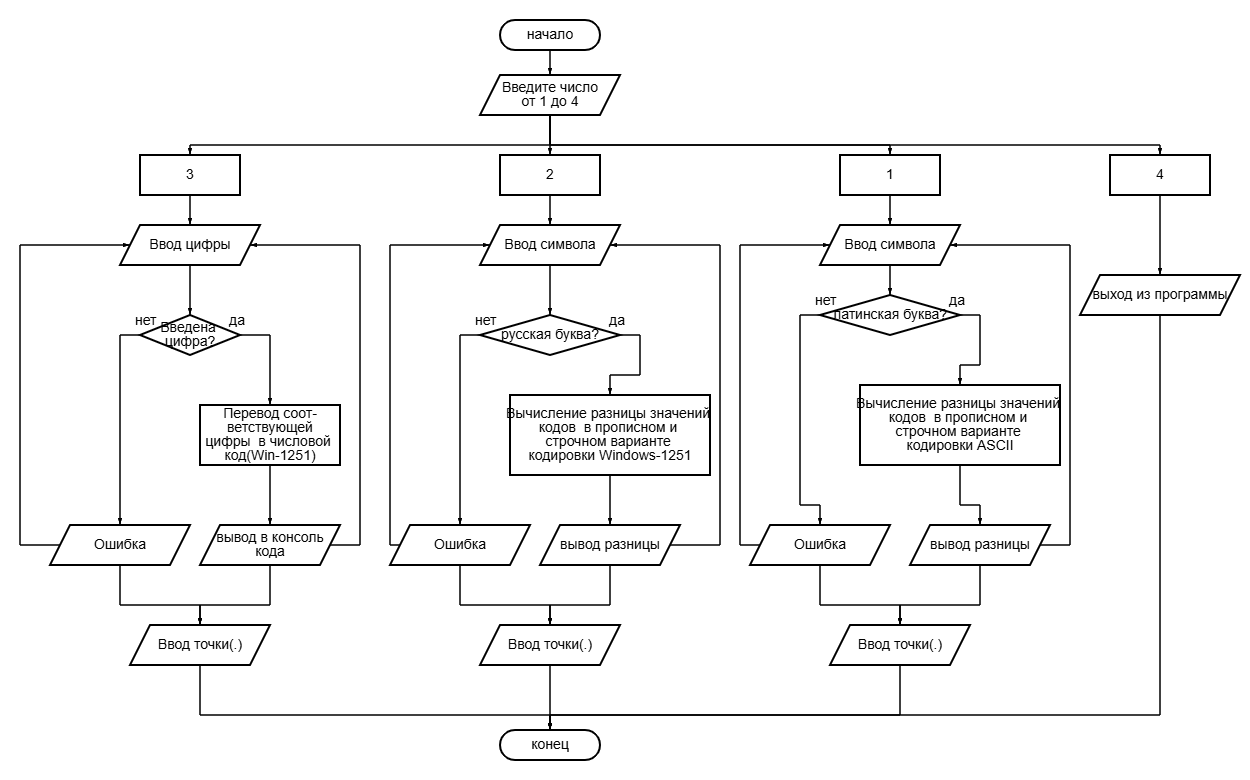 начало
Введите число
от 1 до 4
3
2
1
4
Ввод цифры
Ввод символа
Ввод символа
выход из программы
нет
да
Введена
цифра?
нет
да
русская буква?
нет
да
латинская буква?
Перевод соот-
ветствующей
цифры в числовой
код(Win-1251)
Вычисление разницы значений
кодов в прописном и
строчном варианте
кодировки Windows-1251
Вычисление разницы значений
кодов в прописном и
строчном варианте
кодировки ASCII
Ошибка
вывод в консоль
кода
Ошибка
вывод разницы
Ошибка
вывод разницы
Ввод точки(.)
Ввод точки(.)
Ввод точки(.)
конец